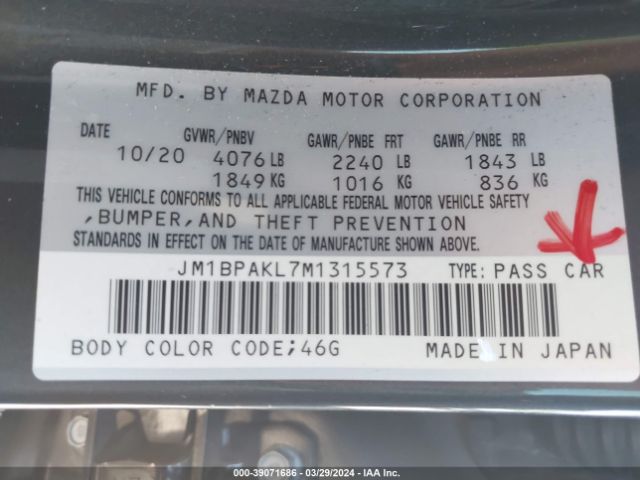 MFD. BY MAZDA MOTOR CORPORATION
DATE GVWR/PNBV GAWR/PNBE FRT GAWR/PNBE RR
10/20 4076 LB 2240 LB 1843 LB
1849 KG 1016 KG 836 KG
THIS VEHICLE CONFORMS TO ALL APPLICABLE FEDERAL MOTOR VEHICLE SAFETY
,BUMPER,AND THEFT PREVENTION
STANDARDS IN EFFECT ON THE DATE OF MANUFACTURE SHOWN ABOVE.
JM1BPAKL7M1315573 TYPE: PASS CAR
BODY COLOR CODE;46G MADE IN JAPAN
000-39071686 - 03/29/2024 - IAA Inc.